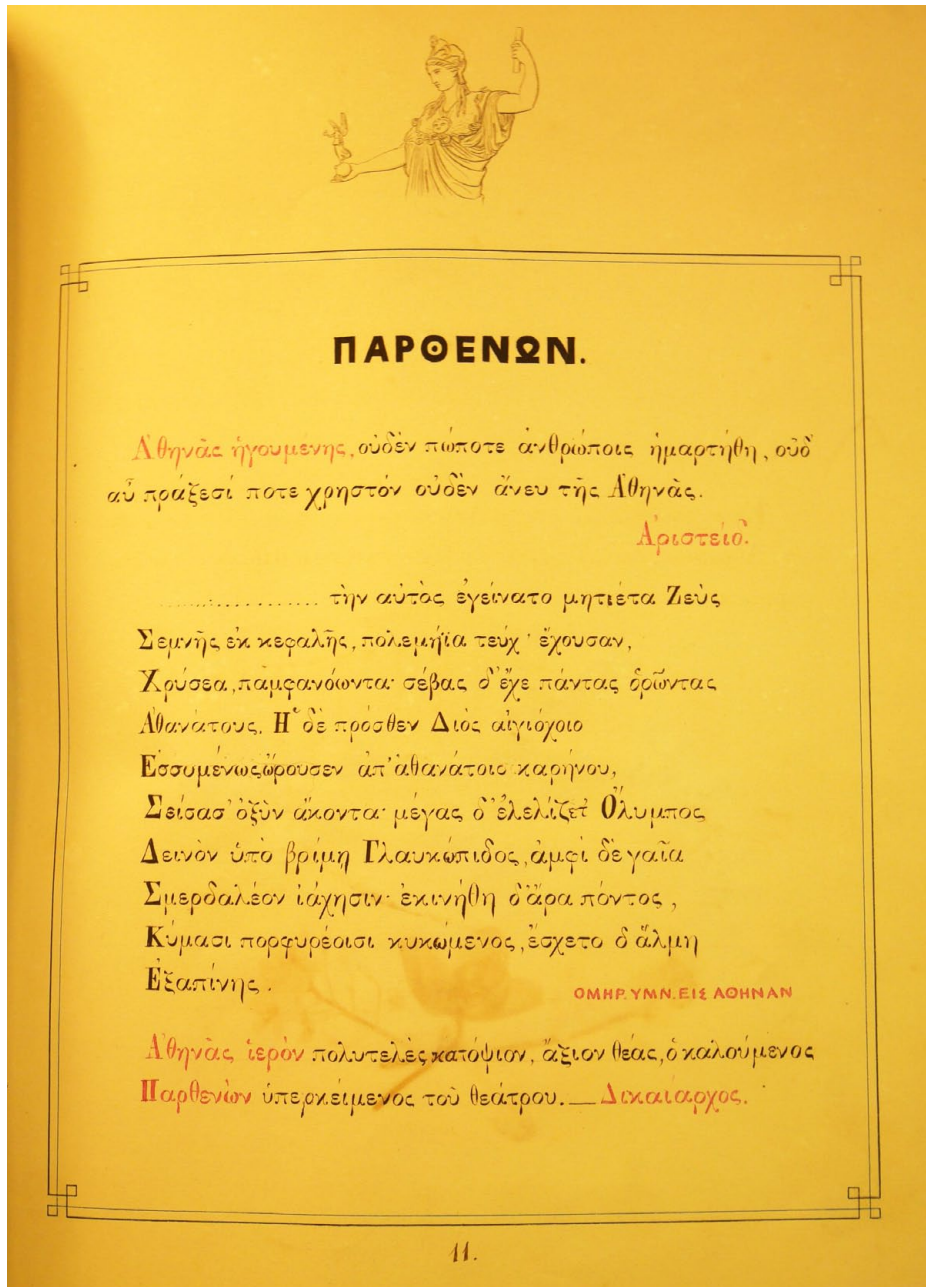 ΠΑΡΘΕΝΩΝ.
Ἀθηνᾶς ἡγουμενης, οὐδὲν πώποτε ἀνθρώποις ἡμαρτήθη, οὐδ'
αὖ πράξεσί ποτε χρηστόν οὐδὲν ἄνευ τῆς Ἀθηνᾶς.
Ἀριστείδ.
................ τὴν αὐτὸς ἐγείνατο μητιέτα Ζεὺς
Σεμνῆς ἐκ κεφαλῆς, πολεμήϊα τεύχ' ἔχουσαν,
Χρύσεα, παμφανόωντα· σέβας δ' ἔχε πάντας ὁρῶντας
Ἀθανάτους. Ἡ δὲ πρόσθεν Διὸς αἰγιόχοιο
Ἐσσυμένως ὤρουσεν ἀπ' ἀθανάτοιο καρήνου,
Σείσασ' ὀξὺν ἄκοντα· μέγας δ' ἐλελίζετ Ὄλυμπος
Δεινὸν ὑπὸ βρίμῃ Γλαυκώπιδος, ἀμφὶ δὲ γαῖα
Σμερδαλέον ἰάχησιν· ἐκινήθη δ' ἄρα πόντος,
Κύμασι πορφυρέοισι κυκώμενος, ἔσχετο δ' ἅλμη
Ἐξαπίνης.
ΟΜΗΡ. ΥΜΝ. ΕΙΣ ΑΘΗΝΑΝ
Ἀθηνᾶς ἱερὸν πολυτελὲς κατόψιον, ἄξιον θέας, ὁ καλούμενος
Παρθενὼν ὑπερκείμενος τοῦ θεάτρου. — Δικαίαρχος.
11.